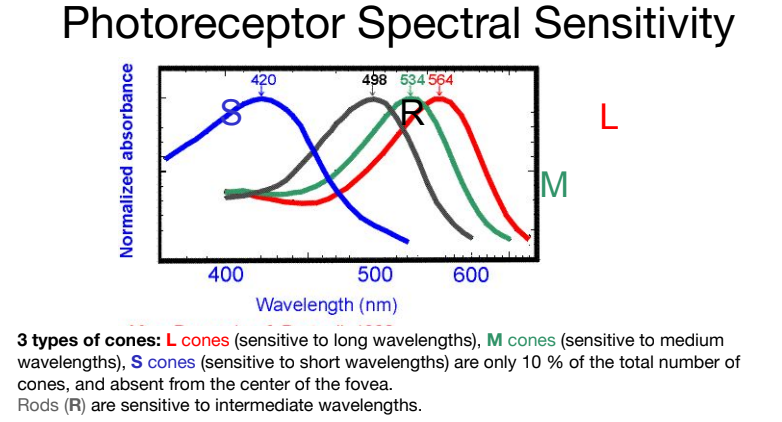 Photoreceptor Spectral Sensitivity
420 498 534 564
S R L
M
Normalized absorbance
400 500 600
Wavelength (nm)
3 types of cones: L cones (sensitive to long wavelengths), M cones (sensitive to medium
wavelengths), S cones (sensitive to short wavelengths) are only 10 % of the total number of
cones, and absent from the center of the fovea.
Rods (R) are sensitive to intermediate wavelengths.